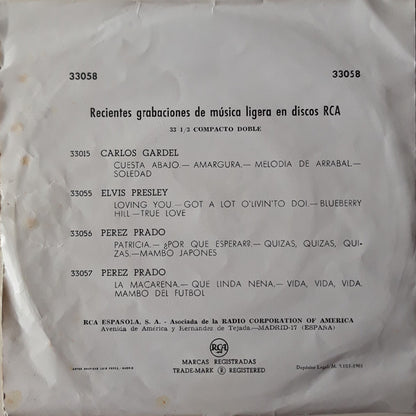 33058 33058
Recientes grabaciones de música ligera en discos RCA
33 1/3 COMPACTO DOBLE
33015 CARLOS GARDEL
CUESTA ABAJO.— AMARGURA.— MELODIA DE ARRABAL.—
SOLEDAD
33055 ELVIS PRESLEY
LOVING YOU.— GOT A LOT O'LIVIN'TO DOI.— BLUEBERRY
HILL —TRUE LOVE
33056 PEREZ PRADO
PATRICIA.— ¿POR QUE ESPERAR?.— QUIZAS, QUIZAS, QUI-
ZAS.—MAMBO JAPONES
33057 PEREZ PRADO
LA MACARENA.— QUE LINDA NENA.— VIDA, VIDA, VIDA.
MAMBO DEL FUTBOL
RCA ESPAÑOLA, S. A. - Asociada de la RADIO CORPORATION OF AMERICA
Avenida de América y Hernández de Tejada.—MADRID-17 (ESPAÑA)
RCA
MARCAS REGISTRADAS
TRADE-MARK ® REGISTERED
Depósito Legal: M.